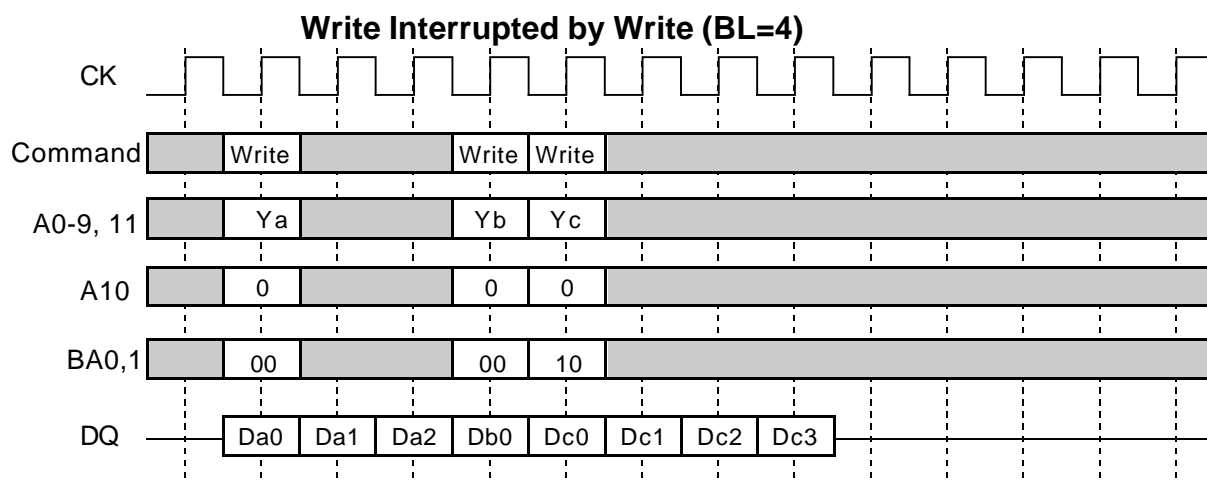 Write Interrupted by Write (BL=4)
CK
Command Write Write Write
A0-9, 11 Ya Yb Yc
A10 0 0 0
BA0,1 00 00 10
DQ Da0 Da1 Da2 Db0 Dc0 Dc1 Dc2 Dc3